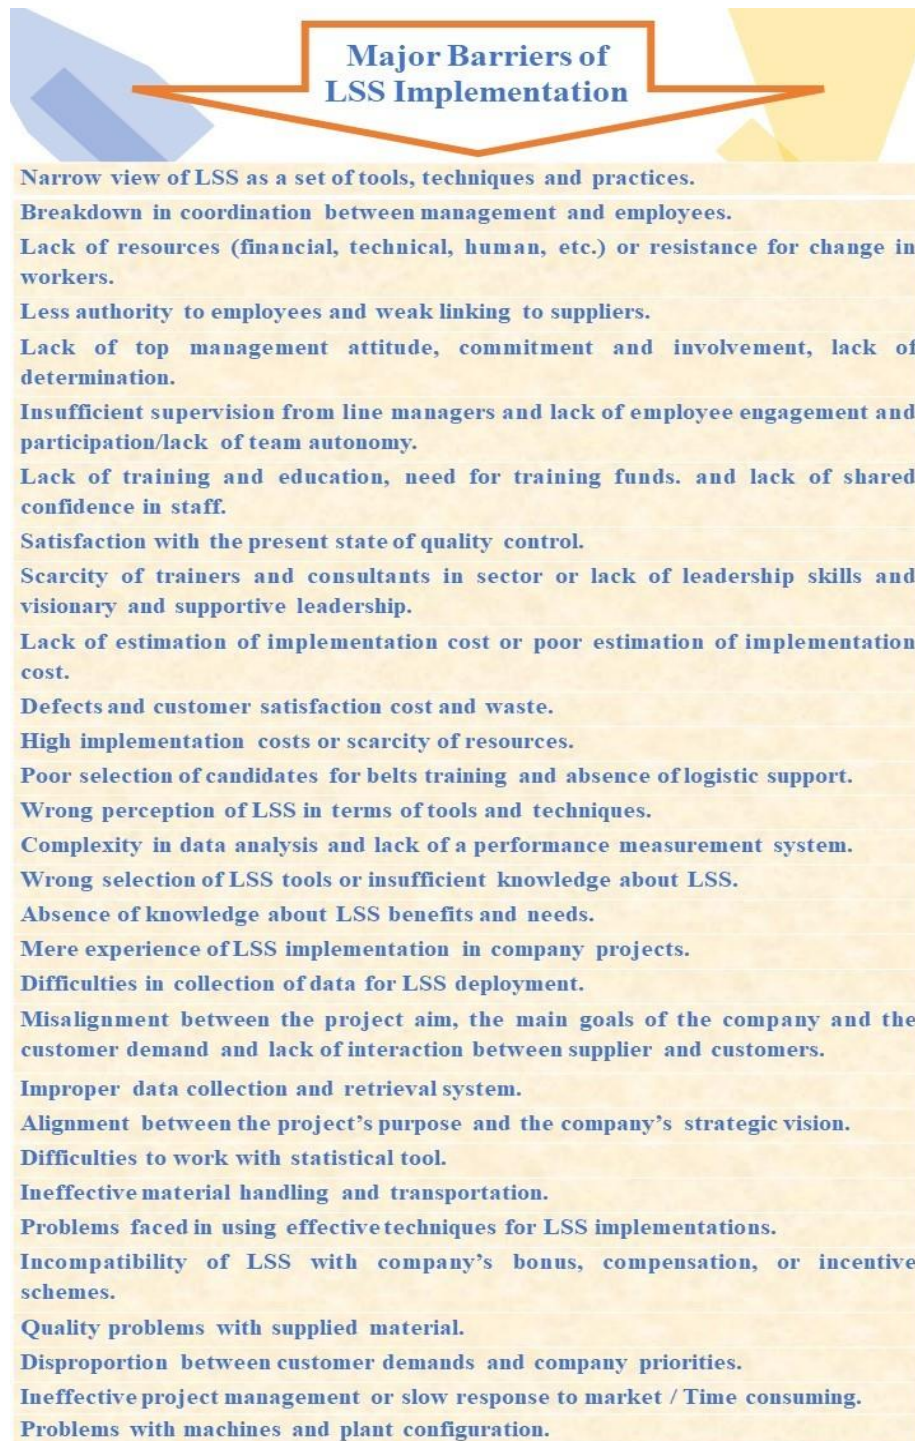 Major Barriers of
LSS Implementation
Narrow view of LSS as a set of tools, techniques and practices.
Breakdown in coordination between management and employees.
Lack of resources (financial, technical, human, etc.) or resistance for change in
workers.
Less authority to employees and weak linking to suppliers.
Lack of top management attitude, commitment and involvement, lack of
determination.
Insufficient supervision from line managers and lack of employee engagement and
participation/lack of team autonomy.
Lack of training and education, need for training funds. and lack of shared
confidence in staff.
Satisfaction with the present state of quality control.
Scarcity of trainers and consultants in sector or lack of leadership skills and
visionary and supportive leadership.
Lack of estimation of implementation cost or poor estimation of implementation
cost.
Defects and customer satisfaction cost and waste.
High implementation costs or scarcity of resources.
Poor selection of candidates for belts training and absence of logistic support.
Wrong perception of LSS in terms of tools and techniques.
Complexity in data analysis and lack of a performance measurement system.
Wrong selection of LSS tools or insufficient knowledge about LSS.
Absence of knowledge about LSS benefits and needs.
Mere experience of LSS implementation in company projects.
Difficulties in collection of data for LSS deployment.
Misalignment between the project aim, the main goals of the company and the
customer demand and lack of interaction between supplier and customers.
Improper data collection and retrieval system.
Alignment between the project’s purpose and the company’s strategic vision.
Difficulties to work with statistical tool.
Ineffective material handling and transportation.
Problems faced in using effective techniques for LSS implementations.
Incompatibility of LSS with company’s bonus, compensation, or incentive
schemes.
Quality problems with supplied material.
Disproportion between customer demands and company priorities.
Ineffective project management or slow response to market / Time consuming.
Problems with machines and plant configuration.